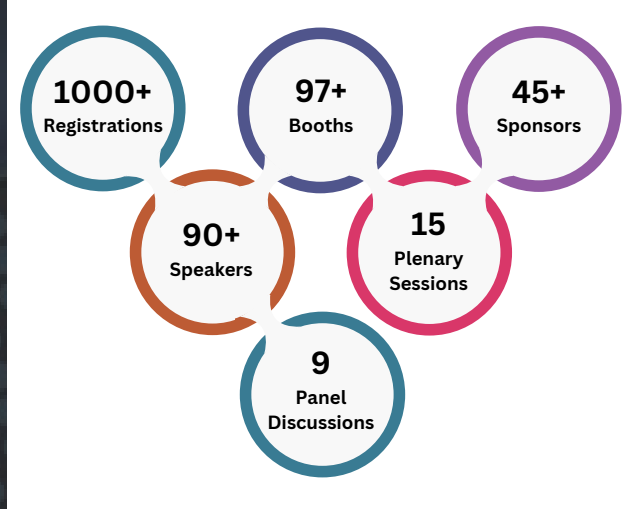 1000+
Registrations
97+
Booths
45+
Sponsors
90+
Speakers
15
Plenary
Sessions
9
Panel
Discussions